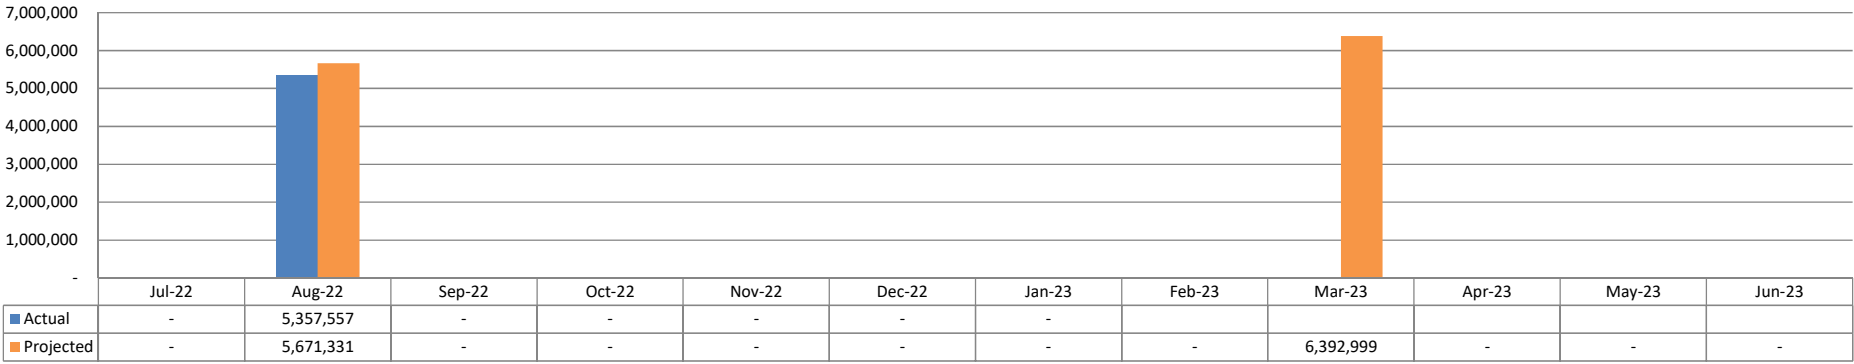 7,000,000
6,000,000
5,000,000
4,000,000
3,000,000
2,000,000
1,000,000
-
Jul-22 Aug-22 Sep-22 Oct-22 Nov-22 Dec-22 Jan-23 Feb-23 Mar-23 Apr-23 May-23 Jun-23
Actual - 5,357,557 - - - - -
Projected - 5,671,331 - - - - - - 6,392,999 - - -